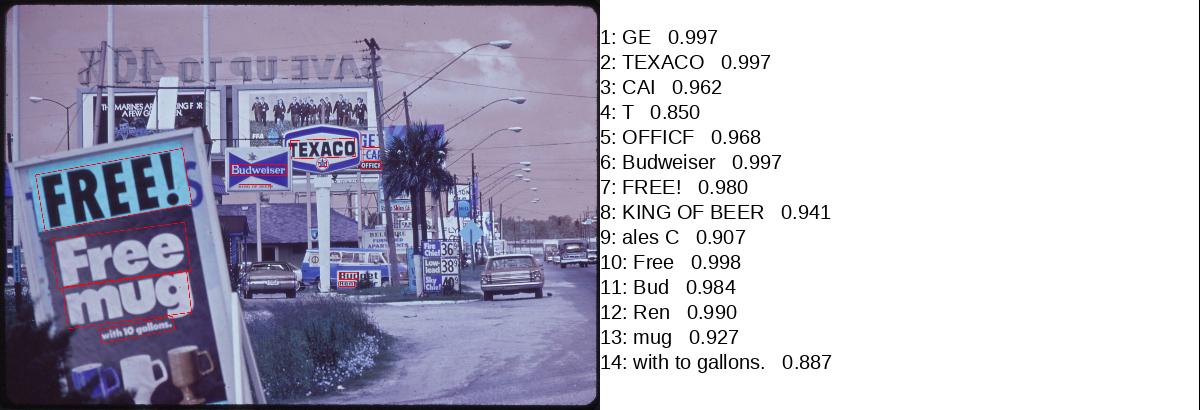 SAVE UP TO 40%
THE MARINES ARE LOOKING FOR
A FEW GOOD MEN.
TEXACO
Budweiser
KING OF BEERS
OFFICE
FREE!
Free
mug
with 10 gallons.
Fire
Chief
36
Low-
lead
38
Sky
Chief
40
Budget
1: GE 0.997
2: TEXACO 0.997
3: CAI 0.962
4: T 0.850
5: OFFICF 0.968
6: Budweiser 0.997
7: FREE! 0.980
8: KING OF BEER 0.941
9: ales C 0.907
10: Free 0.998
11: Bud 0.984
12: Ren 0.990
13: mug 0.927
14: with to gallons. 0.887